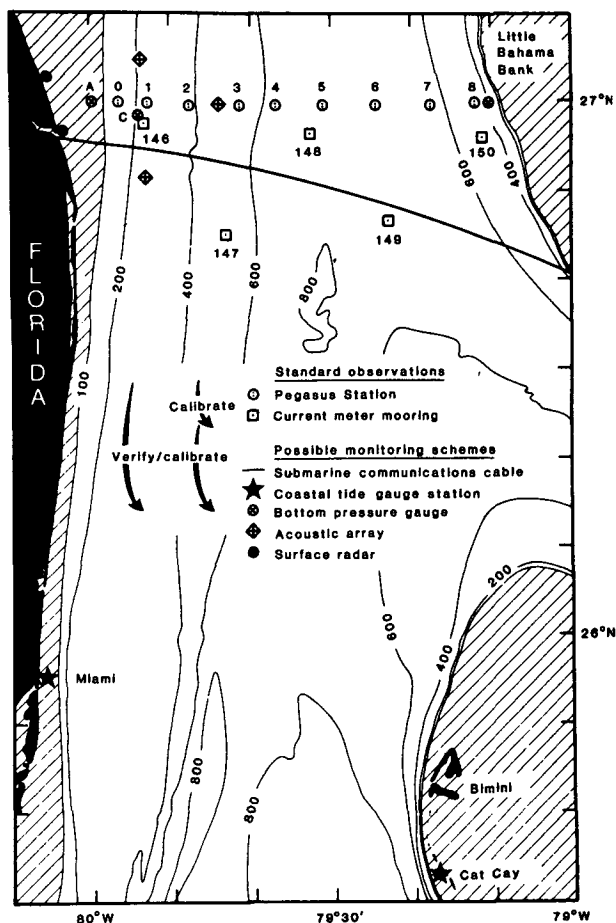 Little
Bahama
Bank
27°N
A 0 1 2 3 4 5 6 7 8
C
146
148
150
147
149
600
400
200
400
600
800
100
FLORIDA
Standard observations
Pegasus Station
Current meter mooring
Calibrate
Verify/calibrate
Possible monitoring schemes
Submarine communications cable
Coastal tide gauge station
Bottom pressure gauge
Acoustic array
Surface radar
200
400
600
26°N
Miami
800
800
Bimini
Cat Cay
80°W
79°30'
79°W